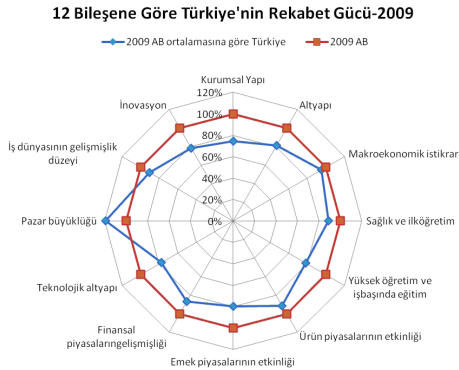 12 Bileşene Göre Türkiye'nin Rekabet Gücü-2009
2009 AB ortalamasına göre Türkiye
2009 AB
Kurumsal Yapı
Altyapı
Makroekonomik istikrar
Sağlık ve ilköğretim
Yüksek öğretim ve
işbaşında eğitim
Ürün piyasalarının etkinliği
Emek piyasalarının etkinliği
Finansal
piyasalarıngelişmişliği
Teknolojik altyapı
Pazar büyüklüğü
İş dünyasının gelişmişlik
düzeyi
İnovasyon
120%
100%
80%
60%
40%
20%
0%